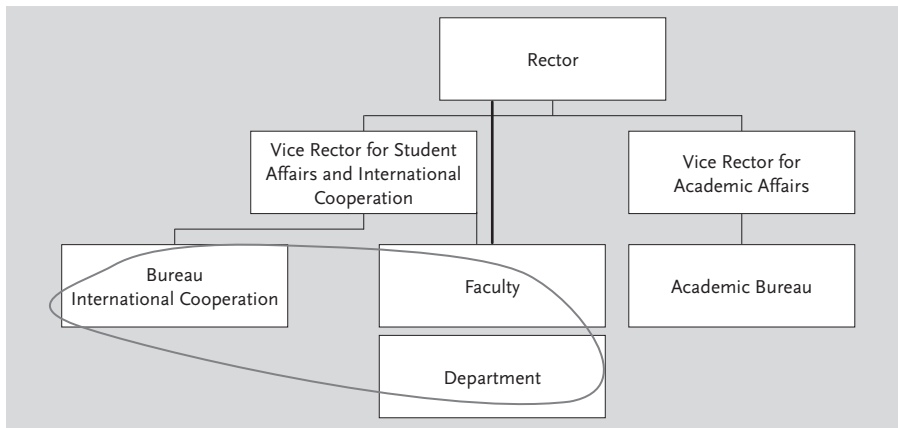 Rector
Vice Rector for Student
Affairs and International
Cooperation
Vice Rector for
Academic Affairs
Bureau
International Cooperation
Faculty
Academic Bureau
Department